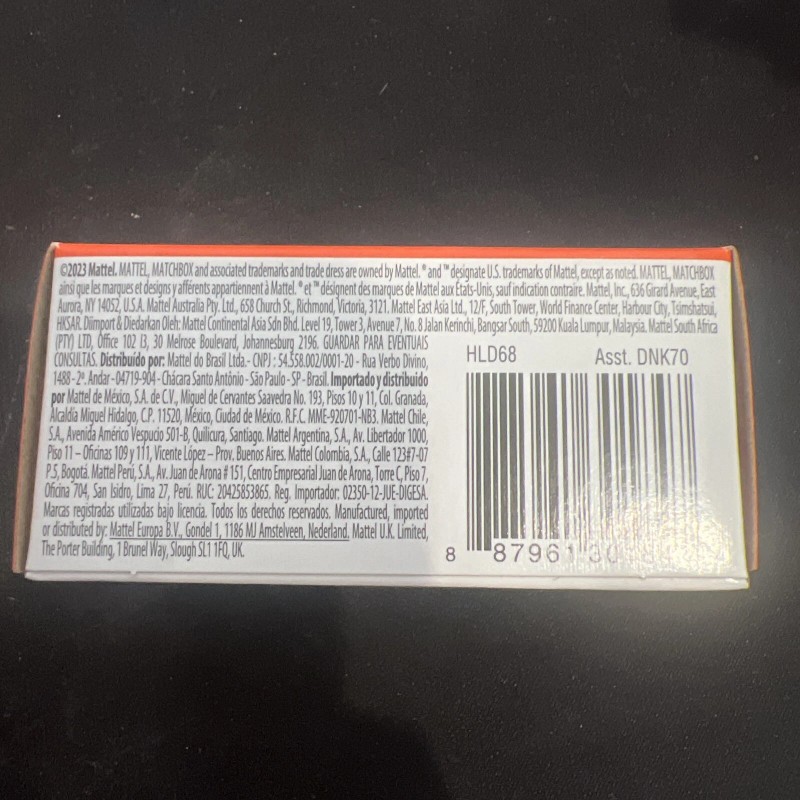 ©2023 Mattel. MATTEL, MATCHBOX and associated trademarks and trade dress are owned by Mattel. ® and ™ designate U.S. trademarks of Mattel, except as noted. MATTEL, MATCHBOX
ainsi que les marques et designs y afférents appartiennent à Mattel. ® et ™ désignent des marques de Mattel aux États-Unis, sauf indication contraire. Mattel, Inc., 636 Girard Avenue, East
Aurora, NY 14052, U.S.A. Mattel Australia Pty. Ltd., 658 Church St., Richmond, Victoria, 3121. Mattel East Asia Ltd., 12/F, South Tower, World Finance Center, Harbour City, Tsimshatsui,
HKSAR. Diimport & Diedarkan Oleh: Mattel Continental Asia Sdn Bhd. Level 19, Tower 3, Avenue 7, No. 8 Jalan Kerinchi, Bangsar South, 59200 Kuala Lumpur, Malaysia. Mattel South Africa
(PTY) LTD, Office 102 I3, 30 Melrose Boulevard, Johannesburg 2196. GUARDAR PARA EVENTUAIS
CONSULTAS. Distribuido por: Mattel do Brasil Ltda.- CNPJ : 54.558.002/0001-20 - Rua Verbo Divino,
1488 - 2º. Andar - 04719-904 - Chácara Santo Antônio - São Paulo - SP - Brasil. Importado y distribuido
por Mattel de México, S.A. de C.V., Miguel de Cervantes Saavedra No. 193, Pisos 10 y 11, Col. Granada,
Alcaldía Miguel Hidalgo, C.P. 11520, México, Ciudad de México. R.F.C. MME-920701-NB3. Mattel Chile,
S.A., Avenida Américo Vespucio 501-B, Quilicura, Santiago. Mattel Argentina, S.A., Av. Libertador 1000,
Piso 11 – Oficinas 109 y 111, Vicente López – Prov. Buenos Aires. Mattel Colombia, S.A., Calle 123#7-07
P.5, Bogotá. Mattel Perú, S.A., Av. Juan de Arona # 151, Centro Empresarial Juan de Arona, Torre C, Piso 7,
Oficina 704, San Isidro, Lima 27, Perú. RUC: 20425853865. Reg. Importador: 02350-12-JUE-DIGESA.
Marcas registradas utilizadas bajo licencia. Todos los derechos reservados. Manufactured, imported
or distributed by: Mattel Europa B.V., Gondel 1, 1186 MJ Amstelveen, Nederland. Mattel U.K. Limited,
The Porter Building, 1 Brunel Way, Slough SL1 1FQ, UK.
HLD68 Asst. DNK70
8 87961 30